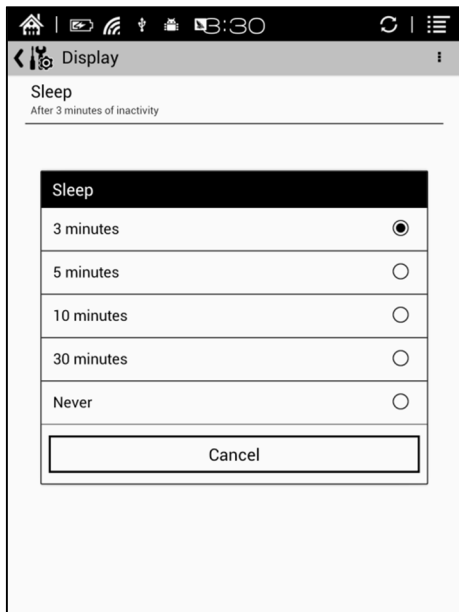 3:30
Display
Sleep
After 3 minutes of inactivity
Sleep
3 minutes
5 minutes
10 minutes
30 minutes
Never
Cancel